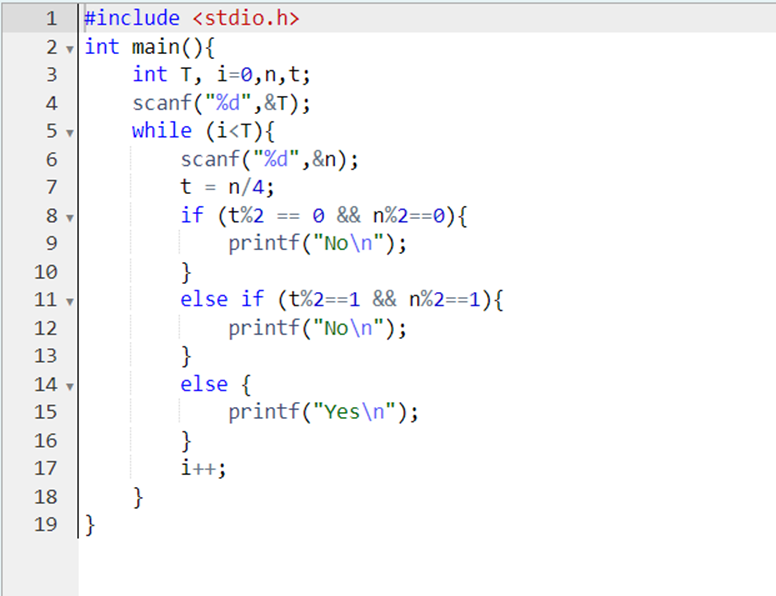 1 #include <stdio.h>
2 int main(){
3     int T, i=0,n,t;
4     scanf("%d",&T);
5     while (i<T){
6         scanf("%d",&n);
7         t = n/4;
8         if (t%2 == 0 && n%2==0){
9             printf("No\n");
10         }
11         else if (t%2==1 && n%2==1){
12             printf("No\n");
13         }
14         else {
15             printf("Yes\n");
16         }
17         i++;
18     }
19 }